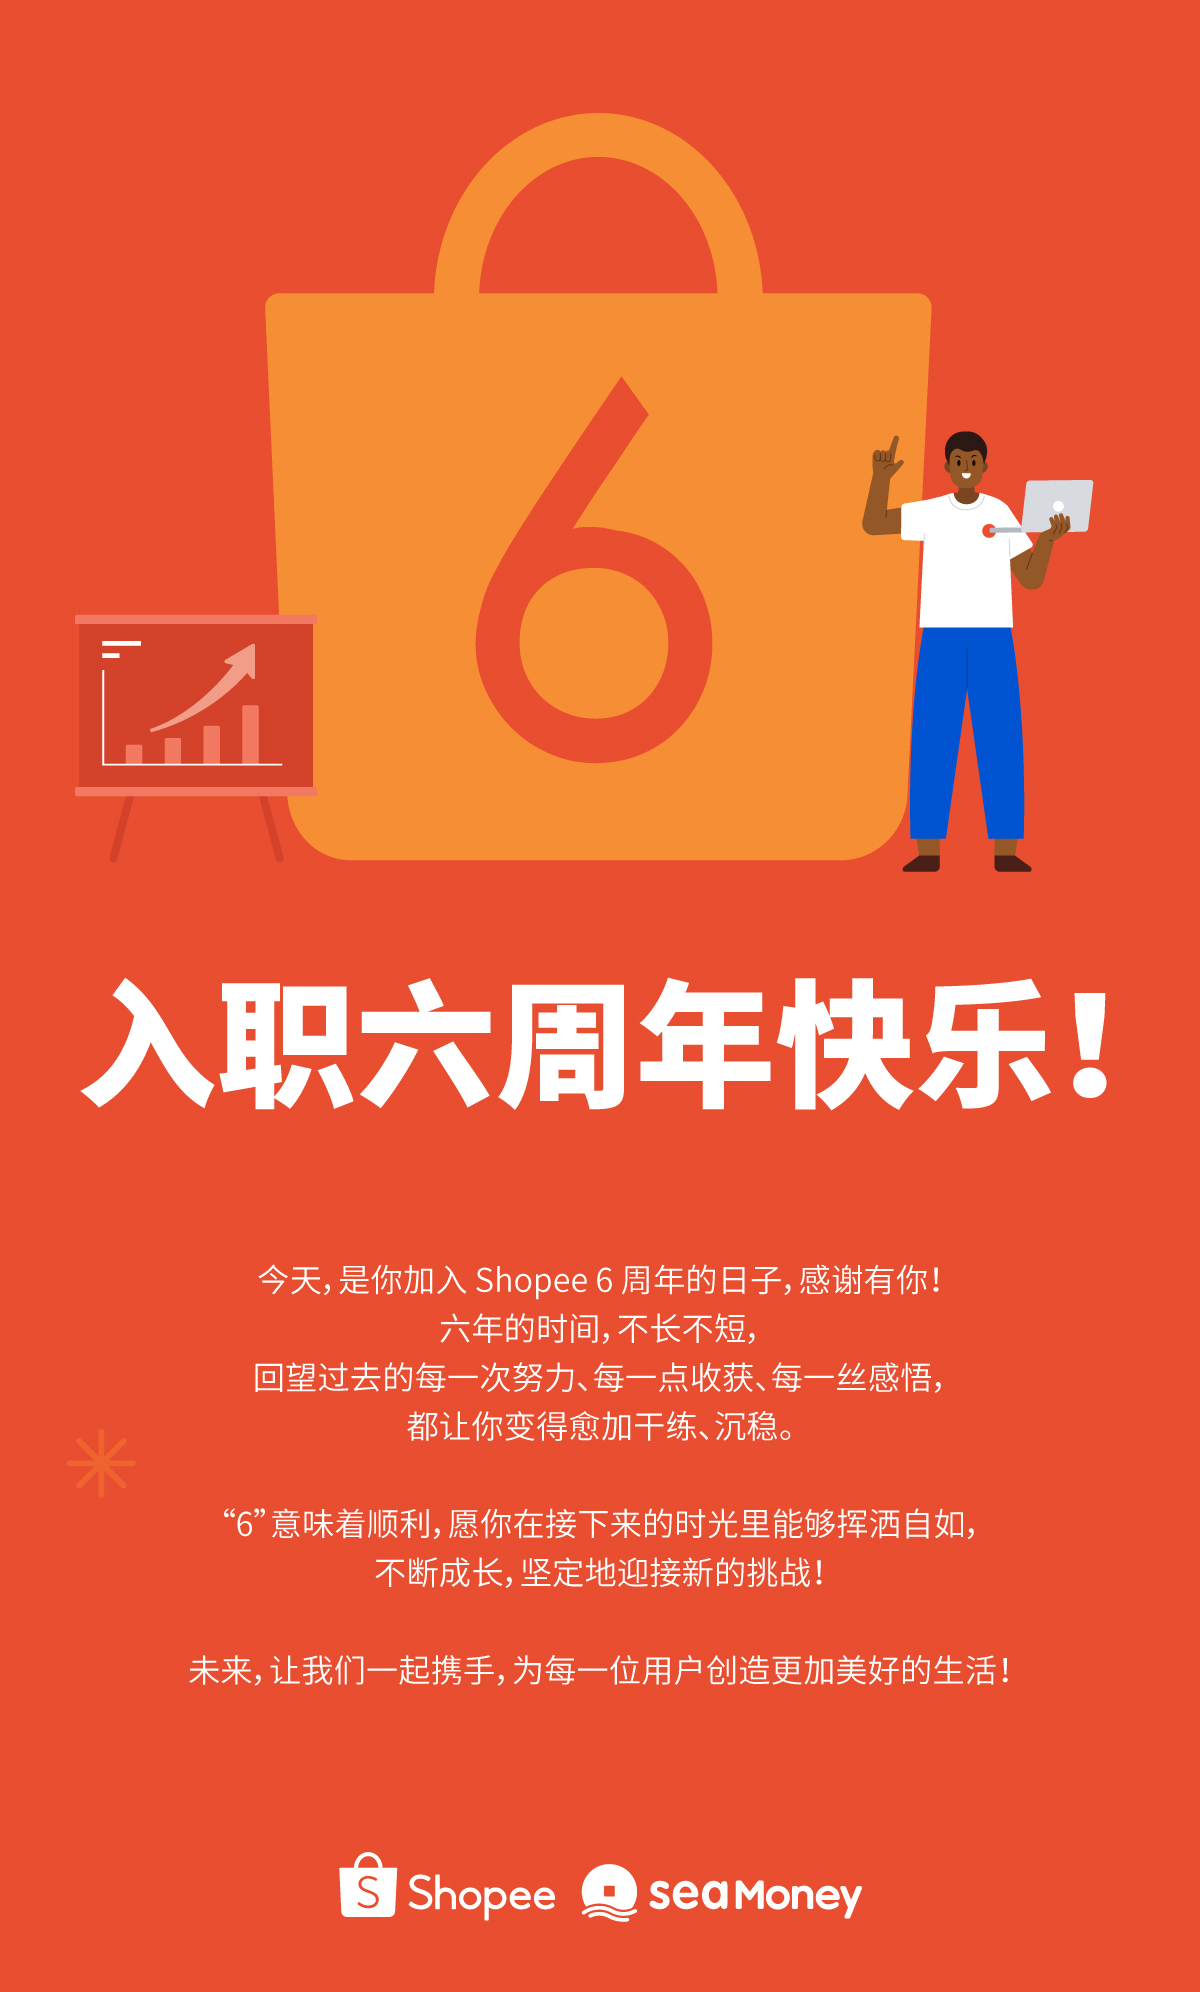 6
入职六周年快乐！
今天，是你加入 Shopee 6 周年的日子，感谢有你！
六年的时间，不长不短，
回望过去的每一次努力、每一点收获、每一丝感悟，
都让你变得愈加干练、沉稳。
“6”意味着顺利，愿你在接下来的时光里能够挥洒自如，
不断成长，坚定地迎接新的挑战！
未来，让我们一起携手，为每一位用户创造更加美好的生活！
S Shopee sea Money